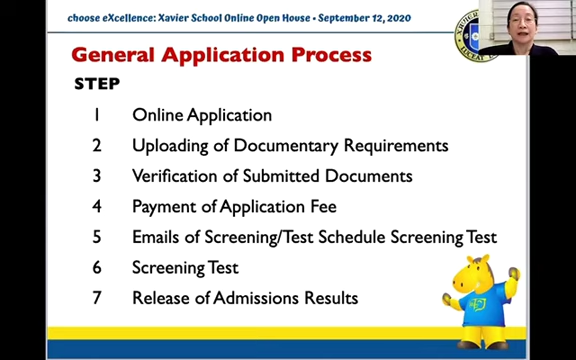 choose eXcellence: Xavier School Online Open House • September 12, 2020
General Application Process
STEP
1 Online Application
2 Uploading of Documentary Requirements
3 Verification of Submitted Documents
4 Payment of Application Fee
5 Emails of Screening/Test Schedule Screening Test
6 Screening Test
7 Release of Admissions Results